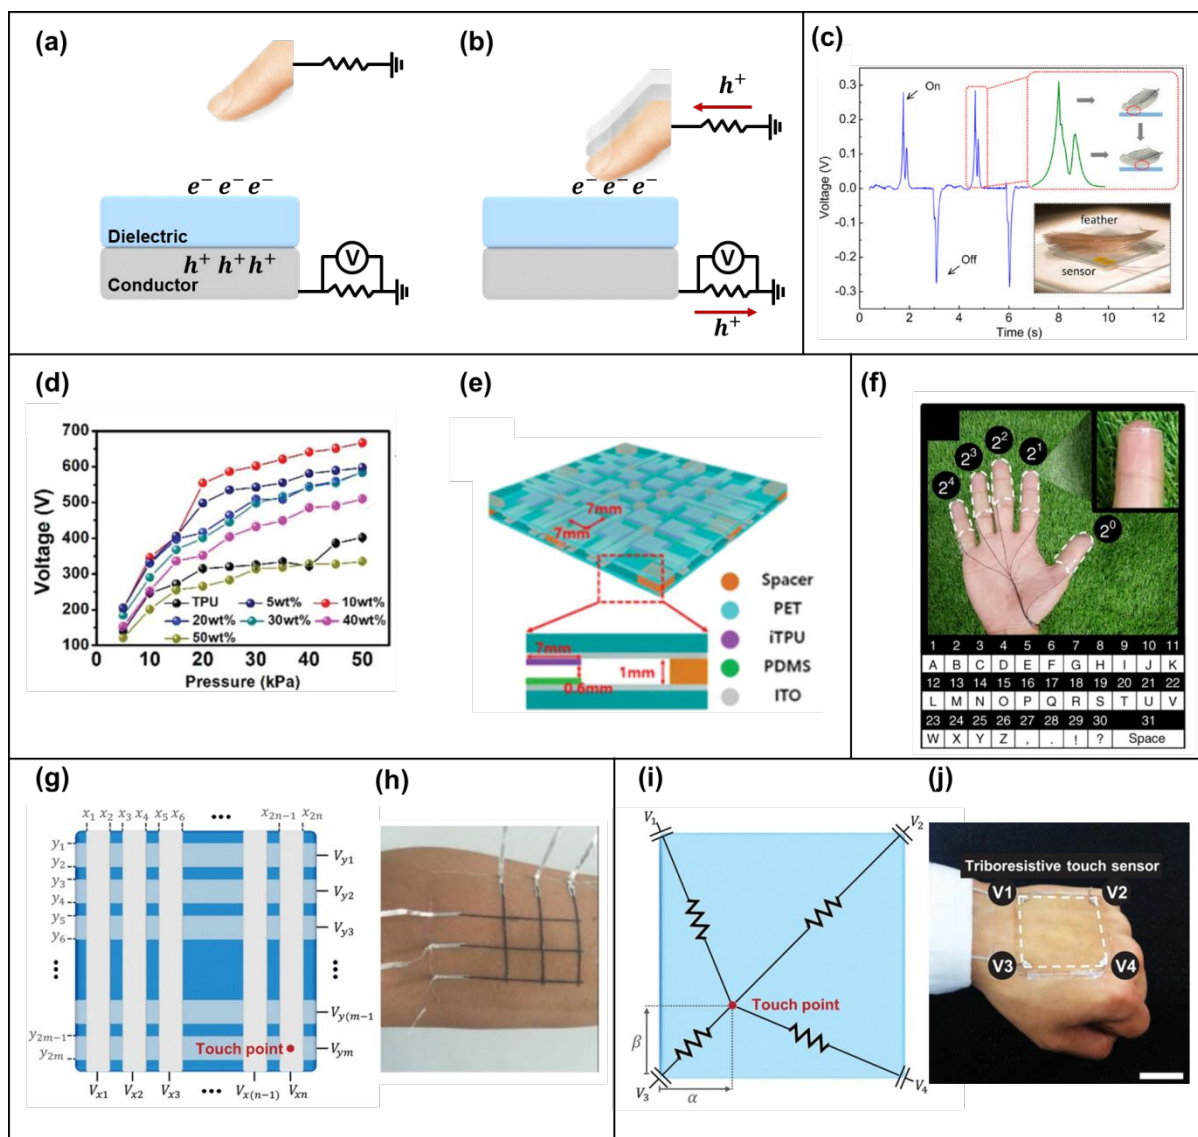 (a)
e⁻ e⁻ e⁻
Dielectric
h⁺ h⁺ h⁺
Conductor
V
(b)
h⁺
e⁻ e⁻ e⁻
V
h⁺
(c)
Voltage (V)
0.3
0.2
0.1
0.0
-0.1
-0.2
-0.3
On
Off
feather
sensor
2 4 6 8 10 12
Time (s)
(d)
Voltage (V)
700
600
500
400
300
200
100
TPU 5wt% 10wt%
20wt% 30wt% 40wt%
50wt%
0 10 20 30 40 50
Pressure (kPa)
(e)
7mm
7mm
Spacer
PET
iTPU
PDMS
ITO
7mm
1mm
0.6mm
(f)
2⁴ 2³ 2² 2¹ 2⁰
1 2 3 4 5 6 7 8 9 10 11
A B C D E F G H I J K
12 13 14 15 16 17 18 19 20 21 22
L M N O P Q R S T U V
23 24 25 26 27 28 29 30 31
W X Y Z , . ! ? Space
(g)
x₁ x₂ x₃ x₄ x₅ x₆ ••• x₂ₙ₋₁ x₂ₙ
y₁
y₂
y₃
y₄
y₅
y₆
y₂ₘ₋₁
y₂ₘ
V_y1
V_y2
V_y3
V_y(m-1
V_ym
Touch point
V_x1 V_x2 V_x3 ••• V_x(n-1) V_xn
(h)
(i)
V₁
V₂
Touch point
β
V₃
α
V₄
(j)
Triboresistive touch sensor
V1 V2
V3 V4